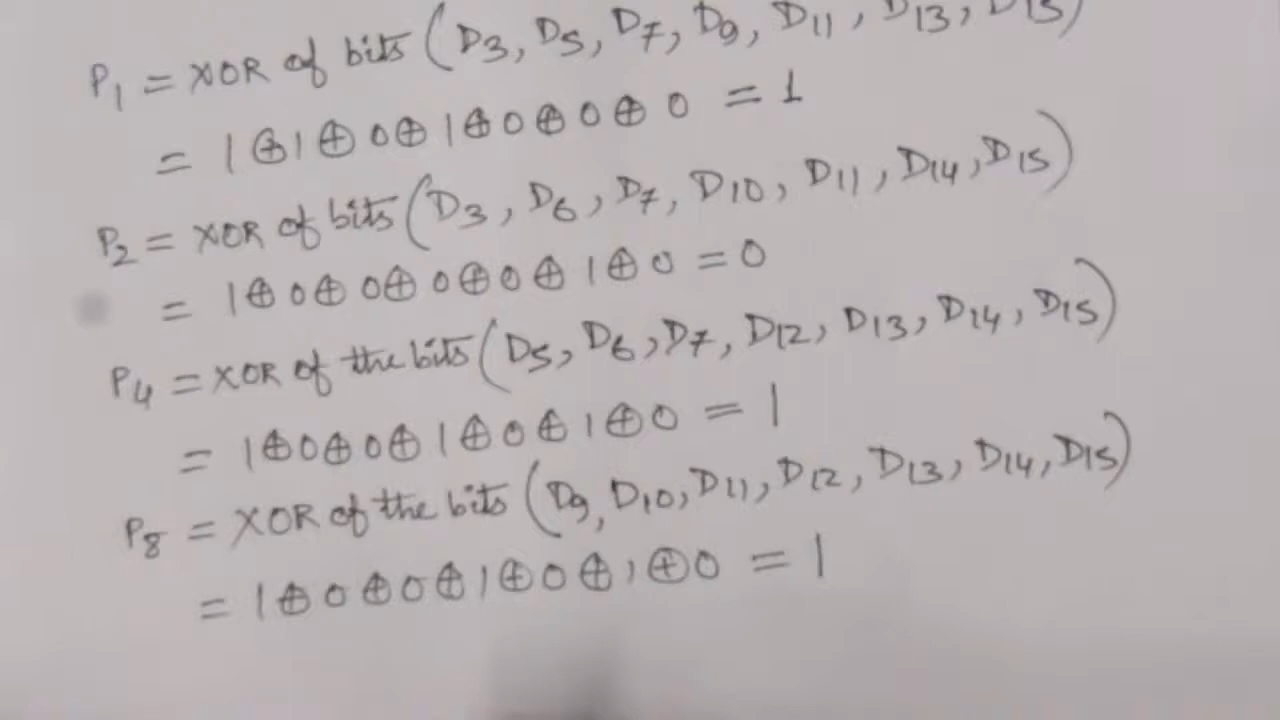 P1 = XOR of bits (D3, D5, D7, D9, D11, D13, D15)
= 1⊕1⊕0⊕1⊕0⊕0⊕0 = 1
P2 = XOR of bits (D3, D6, D7, D10, D11, D14, D15)
= 1⊕0⊕0⊕0⊕0⊕1⊕0 = 0
P4 = XOR of the bits (D5, D6, D7, D12, D13, D14, D15)
= 1⊕0⊕0⊕1⊕0⊕1⊕0 = 1
P8 = XOR of the bits (D9, D10, D11, D12, D13, D14, D15)
= 1⊕0⊕0⊕1⊕0⊕1⊕0 = 1